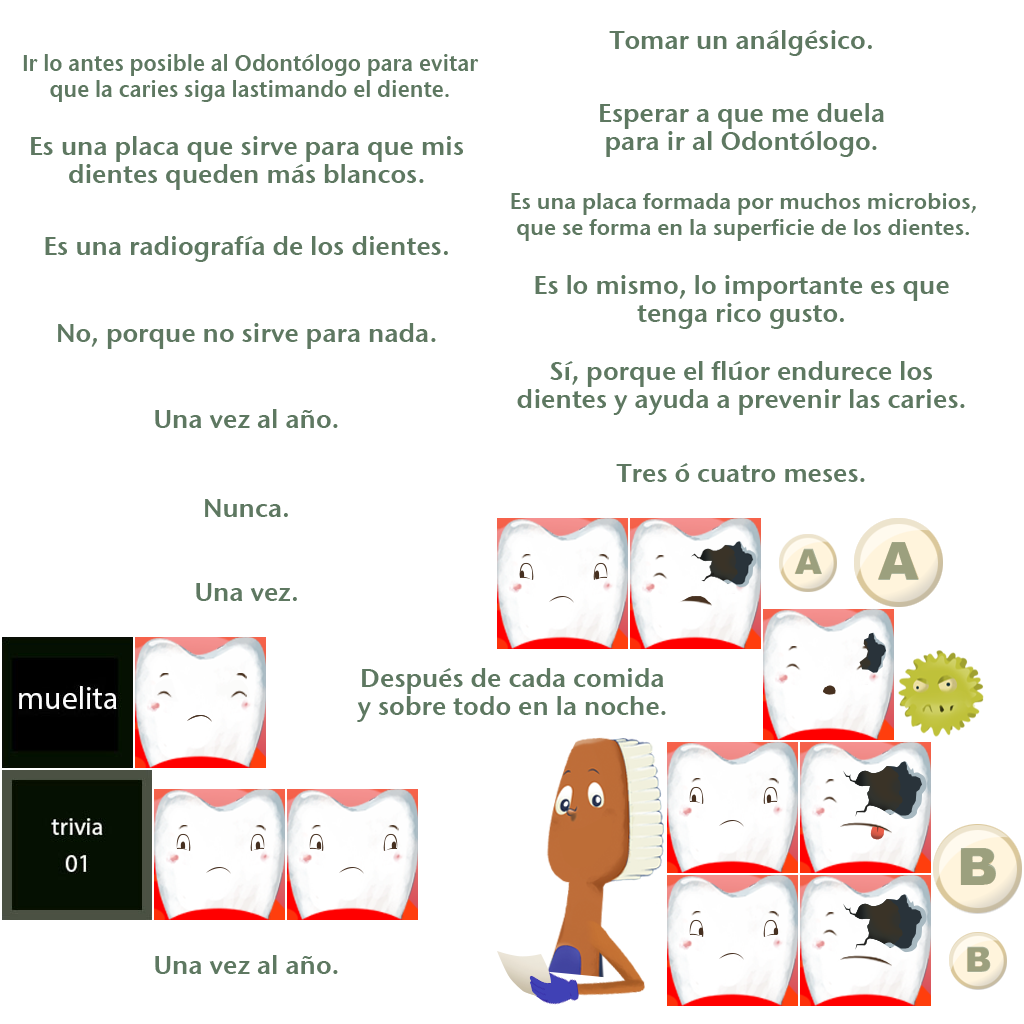 Ir lo antes posible al Odontólogo para evitar
que la caries siga lastimando el diente.
Es una placa que sirve para que mis
dientes queden más blancos.
Es una radiografía de los dientes.
No, porque no sirve para nada.
Una vez al año.
Nunca.
Una vez.
Tomar un análgésico.
Esperar a que me duela
para ir al Odontólogo.
Es una placa formada por muchos microbios,
que se forma en la superficie de los dientes.
Es lo mismo, lo importante es que
tenga rico gusto.
Sí, porque el flúor endurece los
dientes y ayuda a prevenir las caries.
Tres ó cuatro meses.
A
A
muelita
Después de cada comida
y sobre todo en la noche.
trivia
01
B
B
Una vez al año.